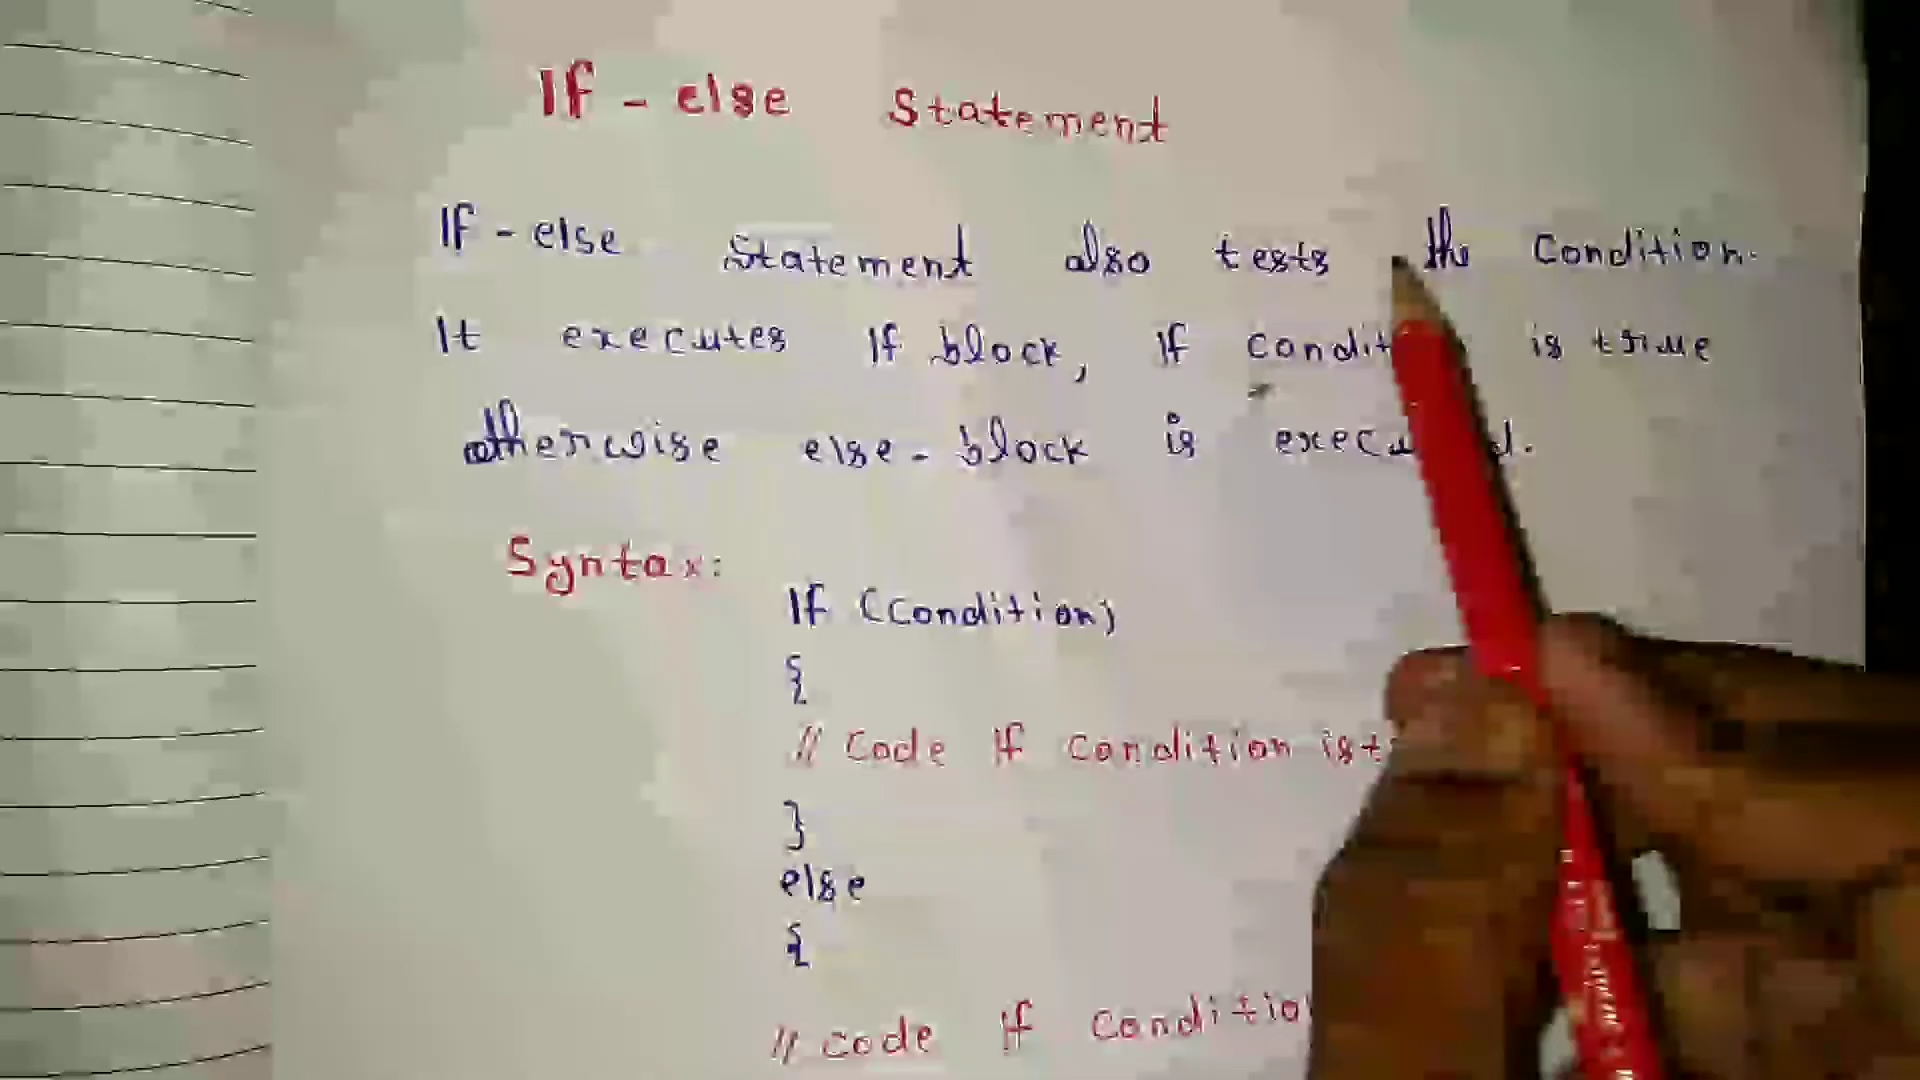 If - else Statement
If - else Statement also tests the Condition.
It executes If block, If condit is true
otherwise else - block is execu d.
Syntax:
If (Condition)
{
// Code If Condition is t
}
else
{
// code If Conditio